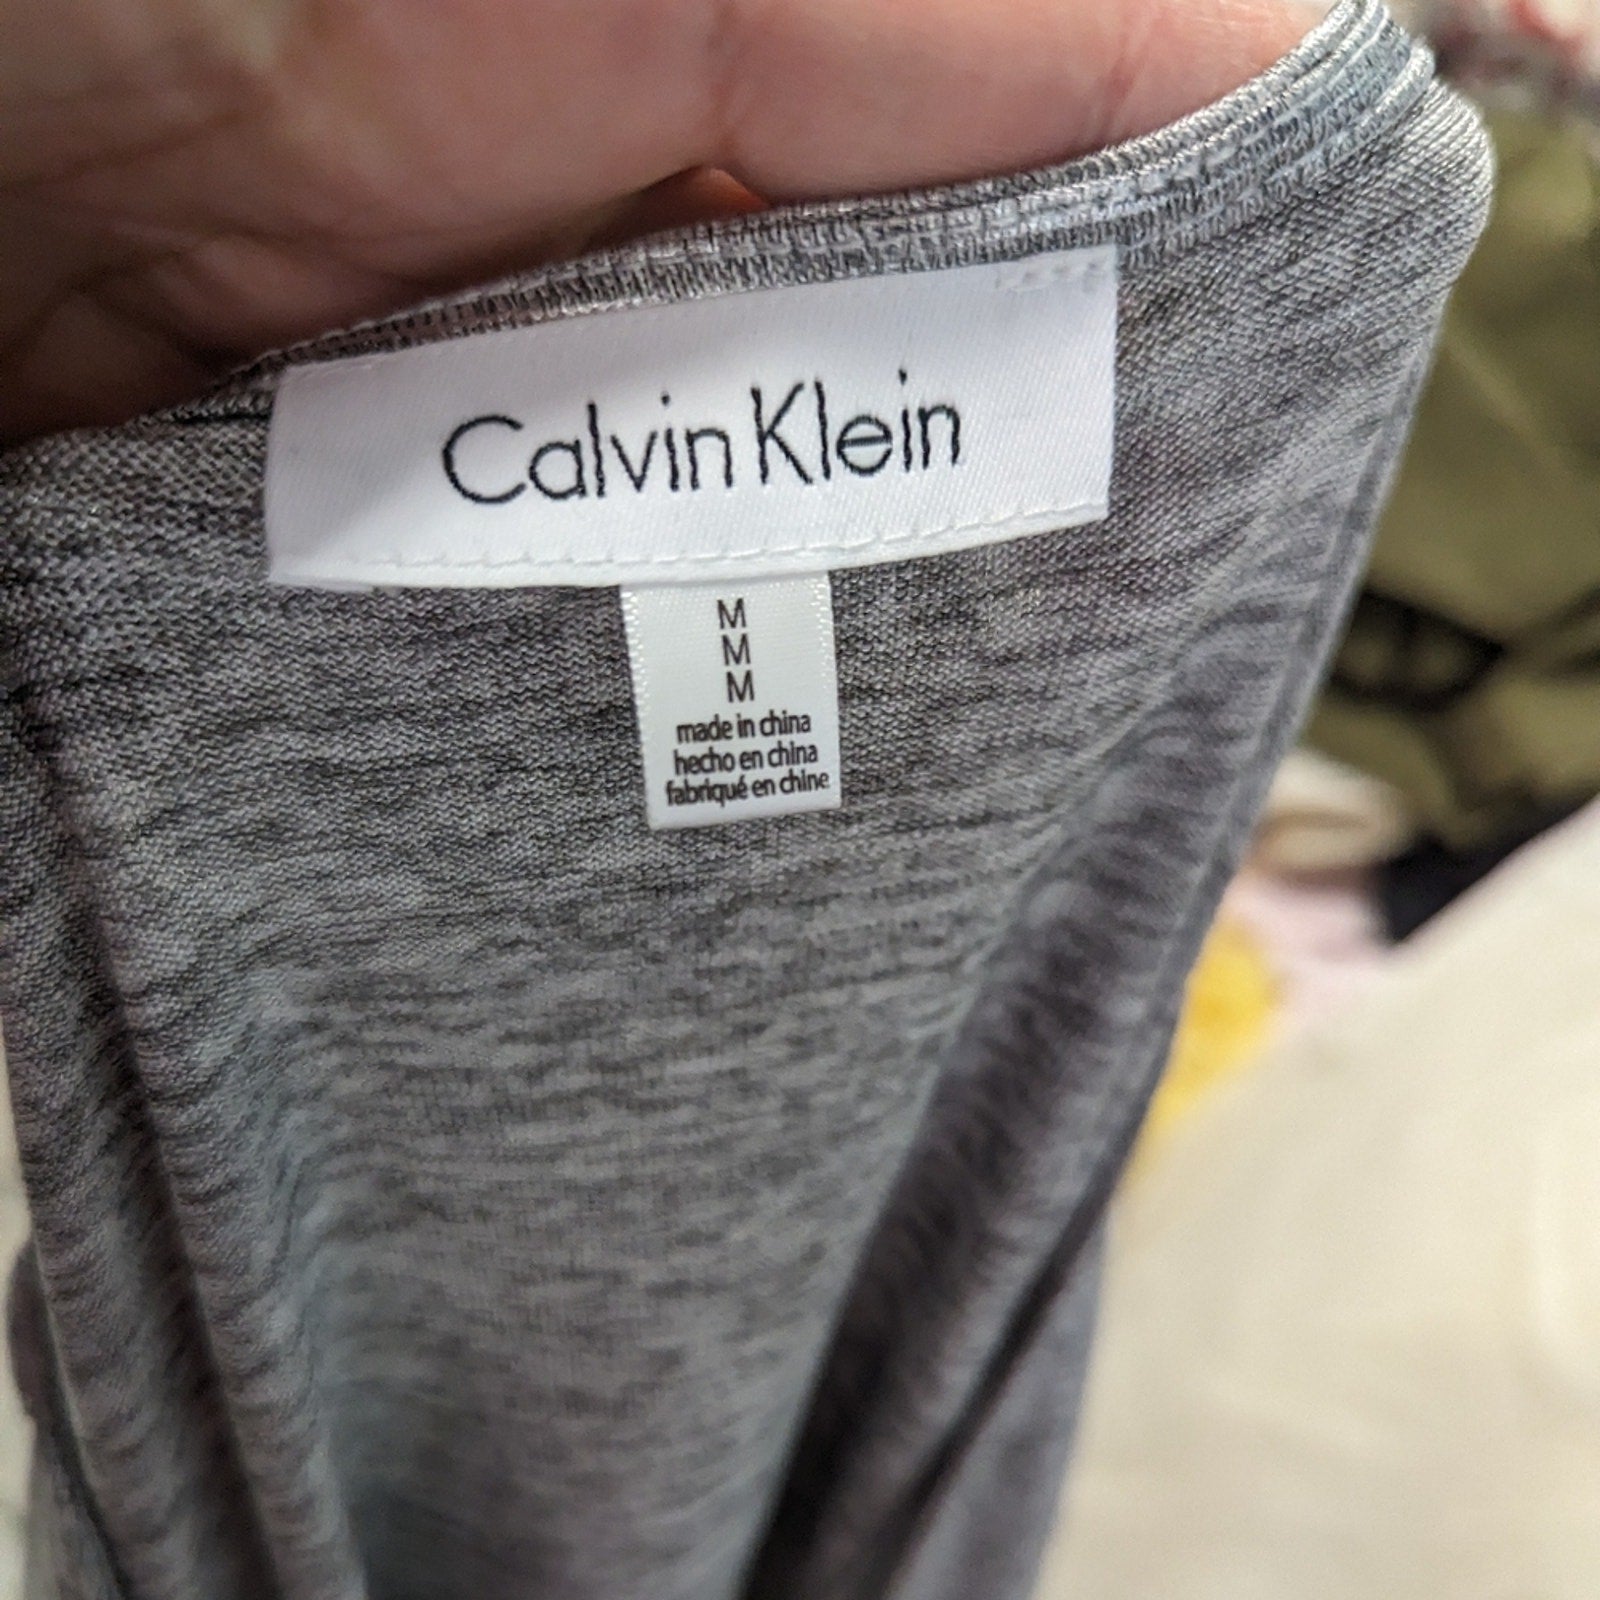 Calvin Klein
M
M
M
made in china
hecho en china
fabriqué en chine